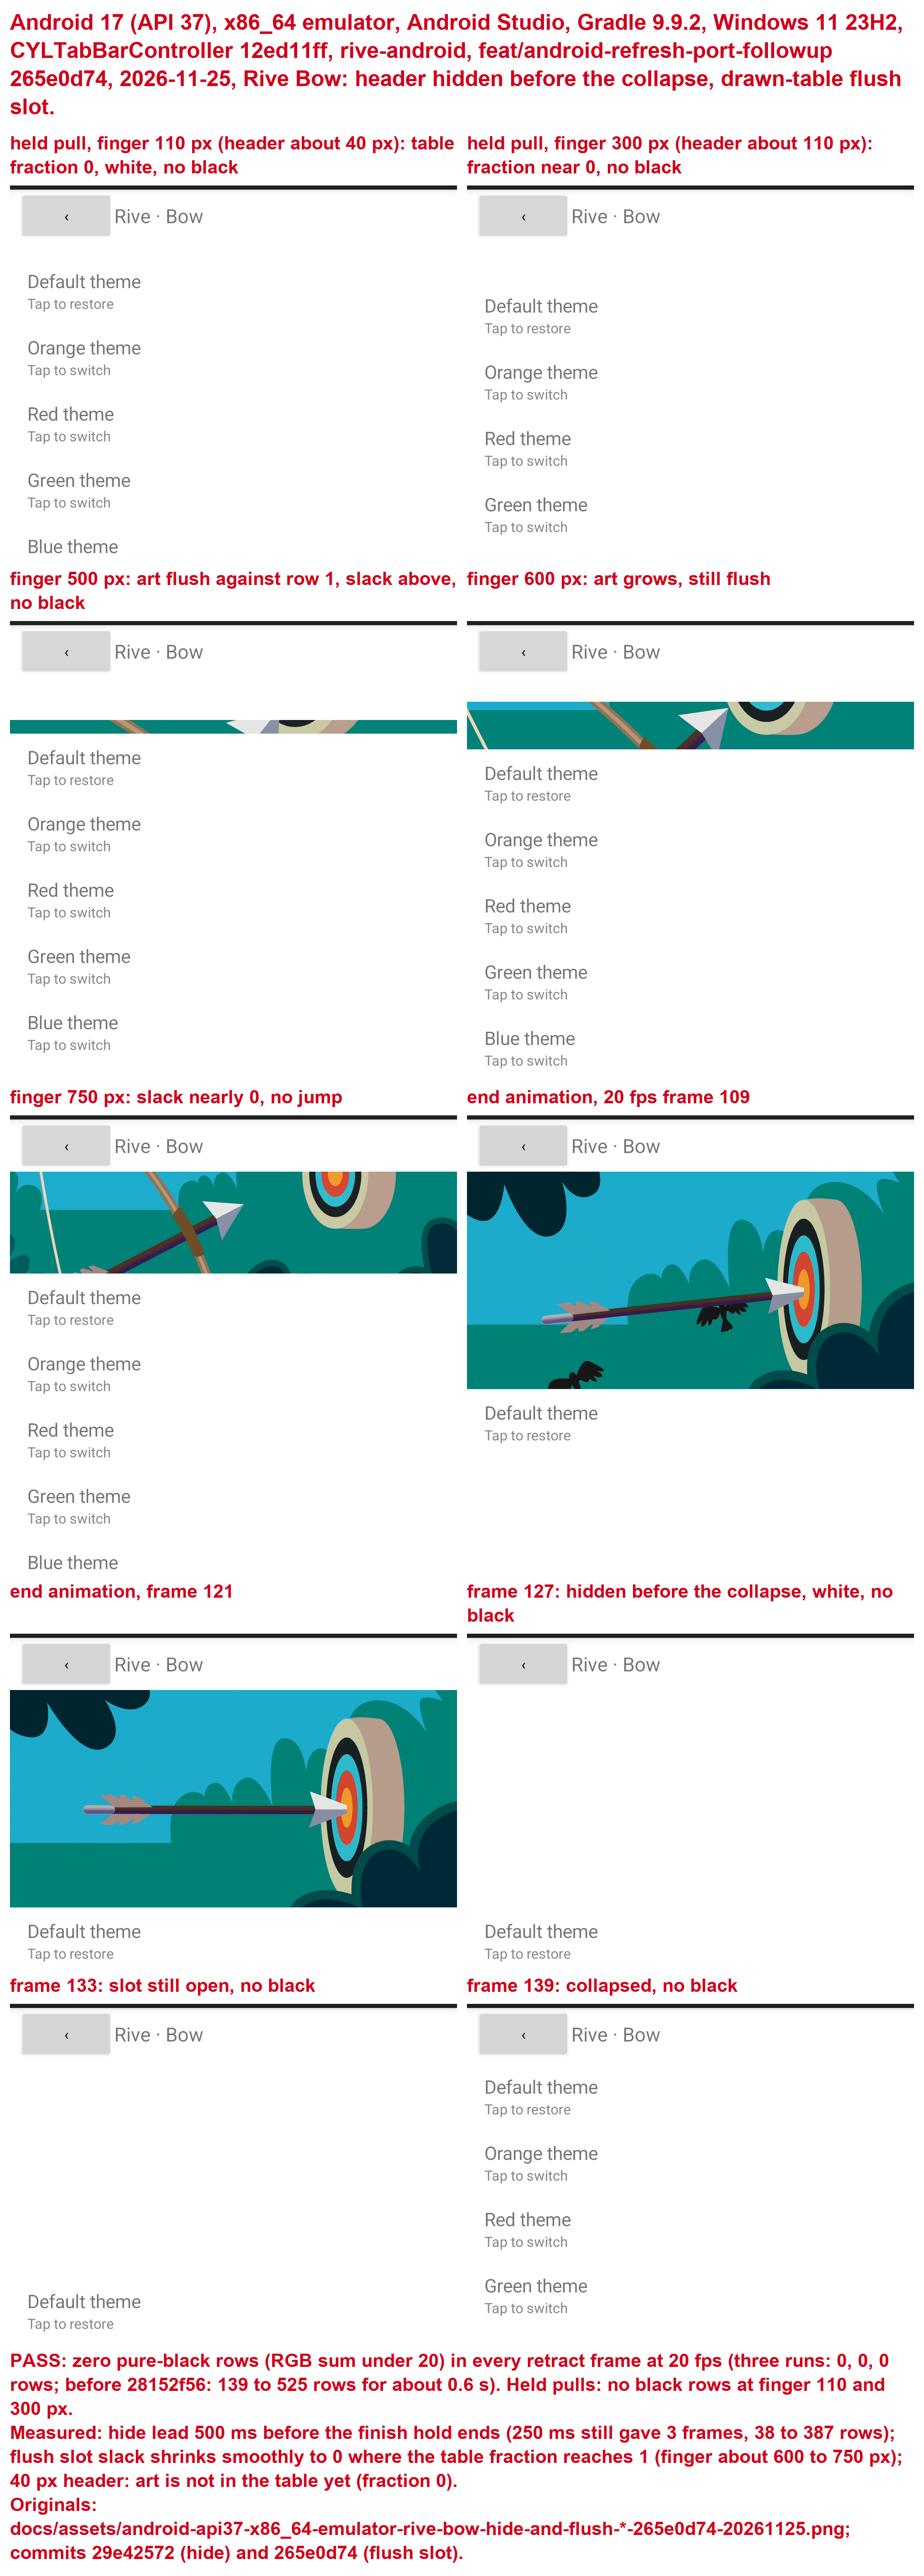 Android 17 (API 37), x86_64 emulator, Android Studio, Gradle 9.9.2, Windows 11 23H2,
CYLTabBarController 12ed11ff, rive-android, feat/android-refresh-port-followup
265e0d74, 2026-11-25, Rive Bow: header hidden before the collapse, drawn-table flush
slot.
held pull, finger 110 px (header about 40 px): table
fraction 0, white, no black
‹ Rive · Bow
Default theme
Tap to restore
Orange theme
Tap to switch
Red theme
Tap to switch
Green theme
Tap to switch
Blue theme
held pull, finger 300 px (header about 110 px):
fraction near 0, no black
‹ Rive · Bow
Default theme
Tap to restore
Orange theme
Tap to switch
Red theme
Tap to switch
Green theme
Tap to switch
finger 500 px: art flush against row 1, slack above,
no black
‹ Rive · Bow
Default theme
Tap to restore
Orange theme
Tap to switch
Red theme
Tap to switch
Green theme
Tap to switch
Blue theme
Tap to switch
finger 600 px: art grows, still flush
‹ Rive · Bow
Default theme
Tap to restore
Orange theme
Tap to switch
Red theme
Tap to switch
Green theme
Tap to switch
Blue theme
Tap to switch
finger 750 px: slack nearly 0, no jump
‹ Rive · Bow
Default theme
Tap to restore
Orange theme
Tap to switch
Red theme
Tap to switch
Green theme
Tap to switch
Blue theme
end animation, 20 fps frame 109
‹ Rive · Bow
Default theme
Tap to restore
end animation, frame 121
‹ Rive · Bow
Default theme
Tap to restore
frame 127: hidden before the collapse, white, no
black
‹ Rive · Bow
Default theme
Tap to restore
frame 133: slot still open, no black
‹ Rive · Bow
Default theme
Tap to restore
frame 139: collapsed, no black
‹ Rive · Bow
Default theme
Tap to restore
Orange theme
Tap to switch
Red theme
Tap to switch
Green theme
Tap to switch
PASS: zero pure-black rows (RGB sum under 20) in every retract frame at 20 fps (three runs: 0, 0, 0
rows; before 28152f56: 139 to 525 rows for about 0.6 s). Held pulls: no black rows at finger 110 and
300 px.
Measured: hide lead 500 ms before the finish hold ends (250 ms still gave 3 frames, 38 to 387 rows);
flush slot slack shrinks smoothly to 0 where the table fraction reaches 1 (finger about 600 to 750 px);
40 px header: art is not in the table yet (fraction 0).
Originals:
docs/assets/android-api37-x86_64-emulator-rive-bow-hide-and-flush-*-265e0d74-20261125.png;
commits 29e42572 (hide) and 265e0d74 (flush slot).